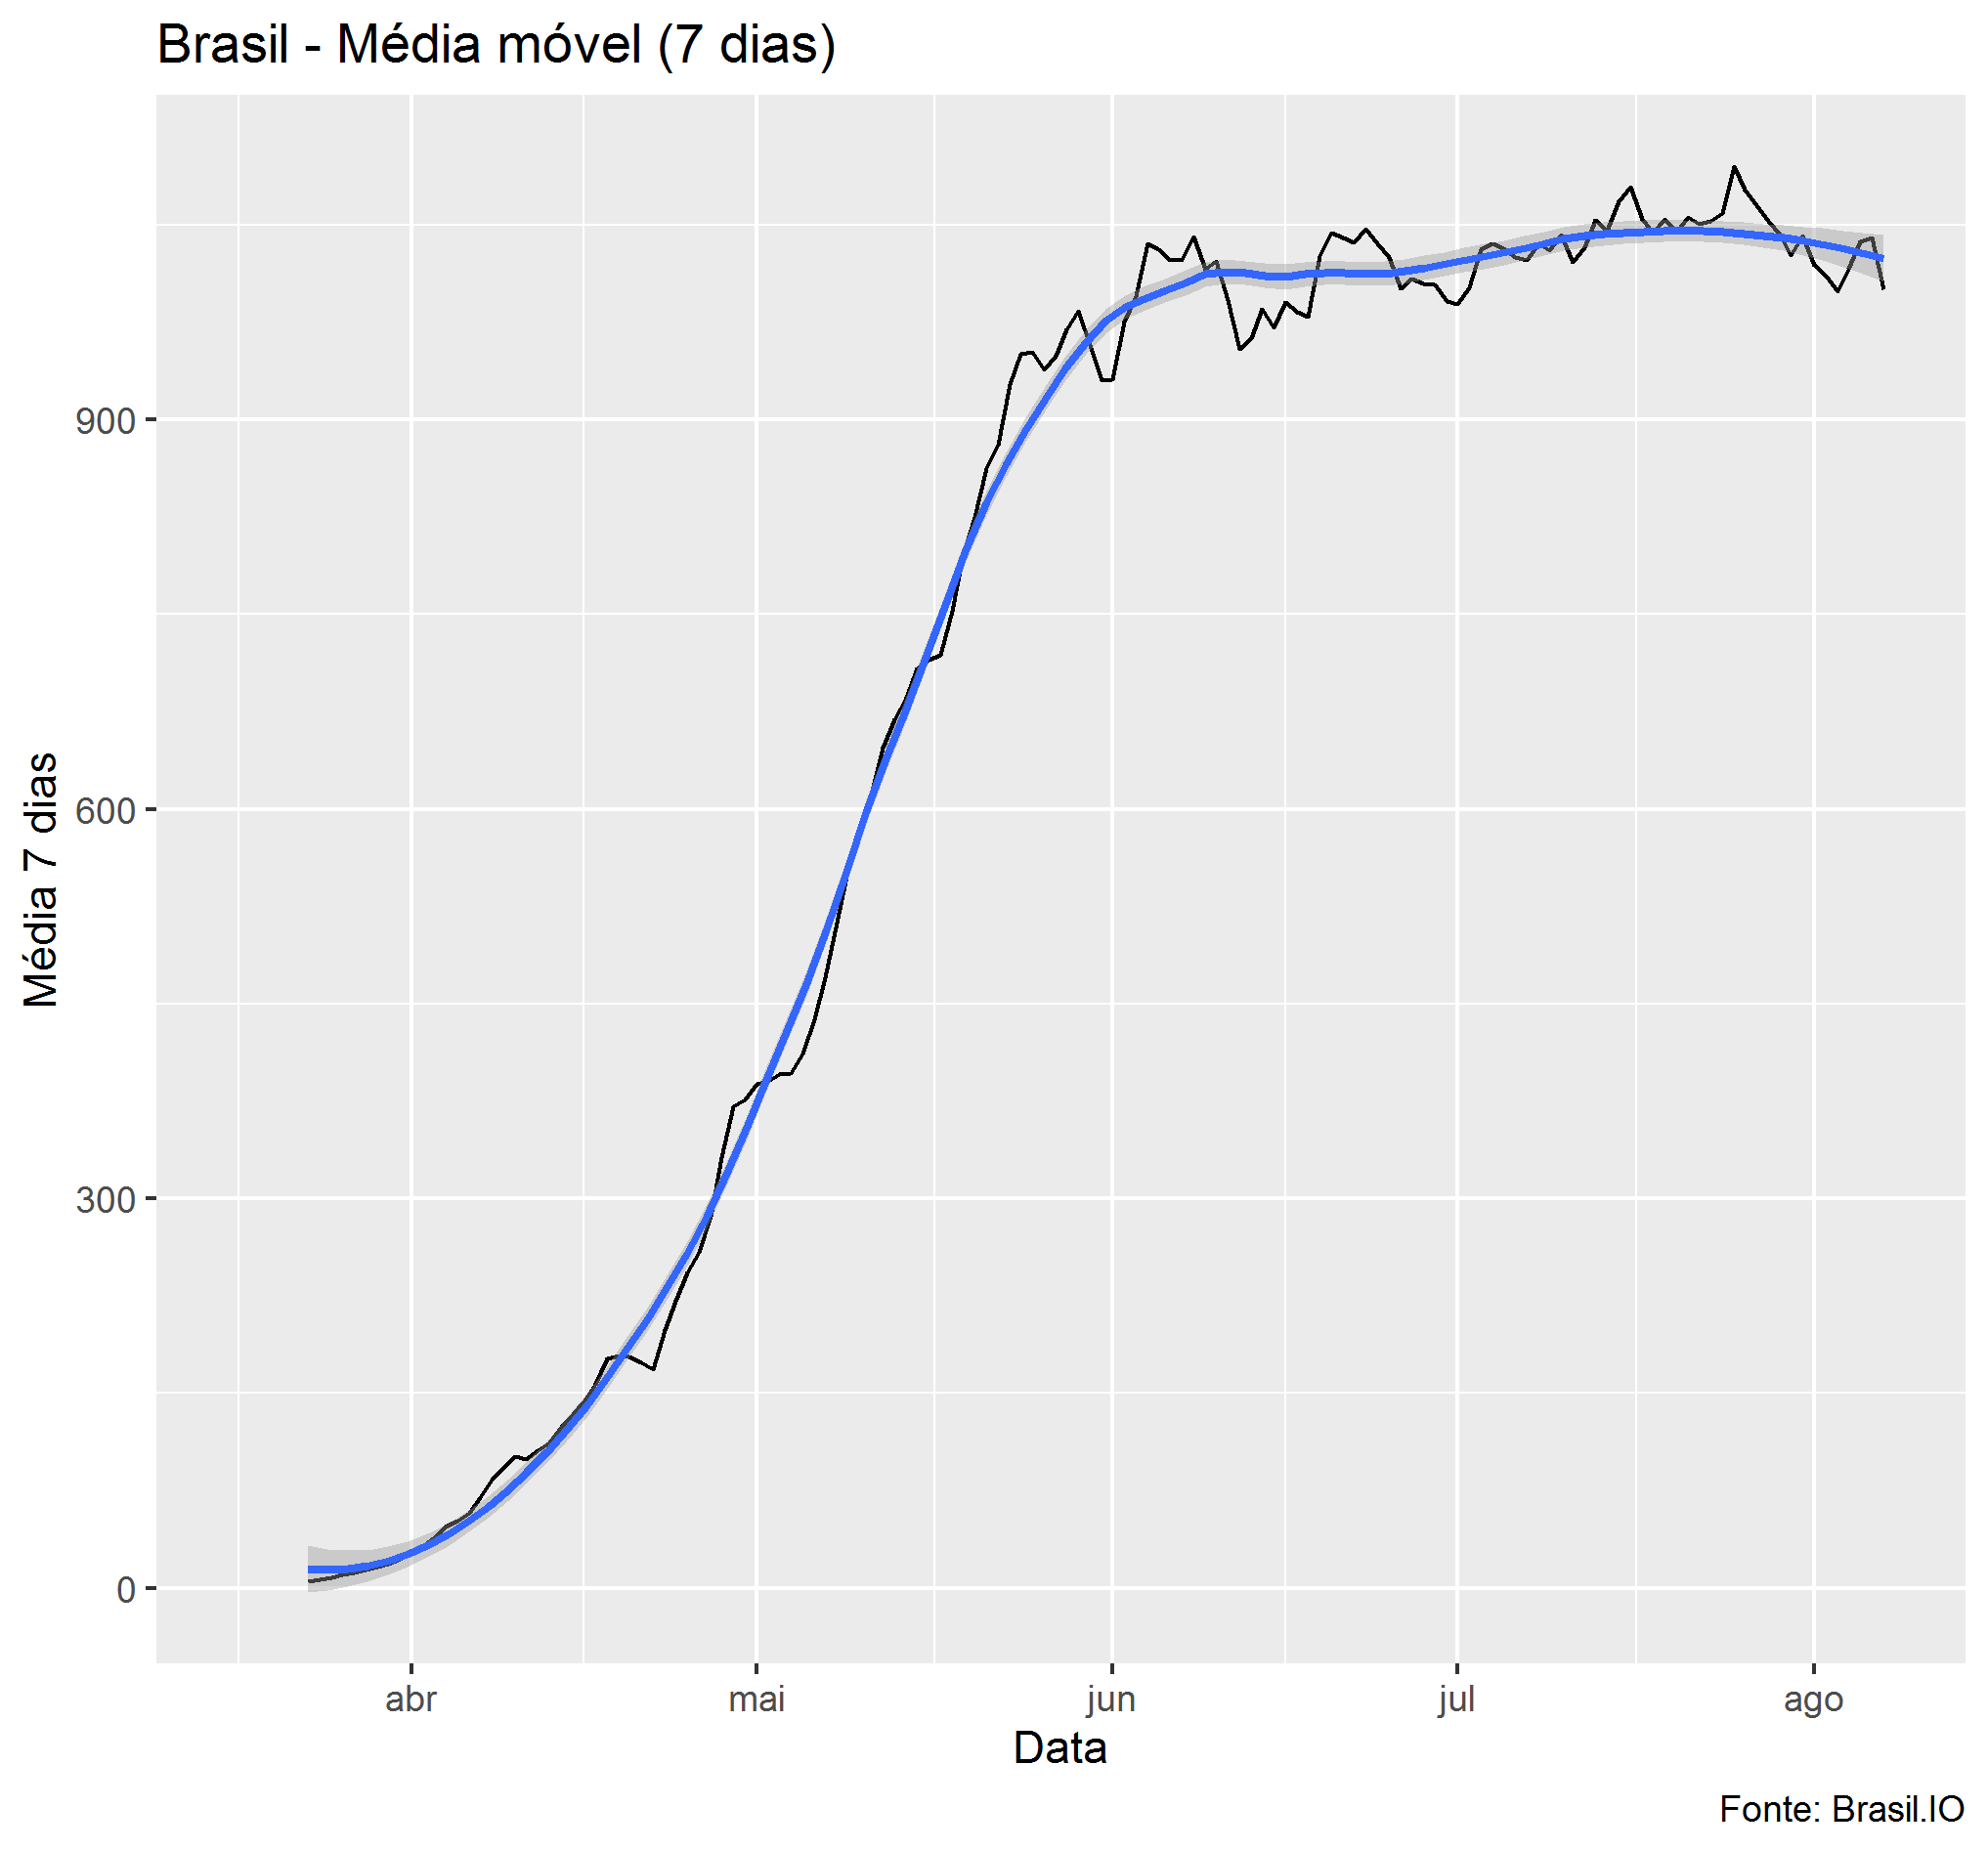 Brasil - Média móvel (7 dias)
Média 7 dias
900
600
300
0
abr mai jun jul ago
Data
Fonte: Brasil.IO